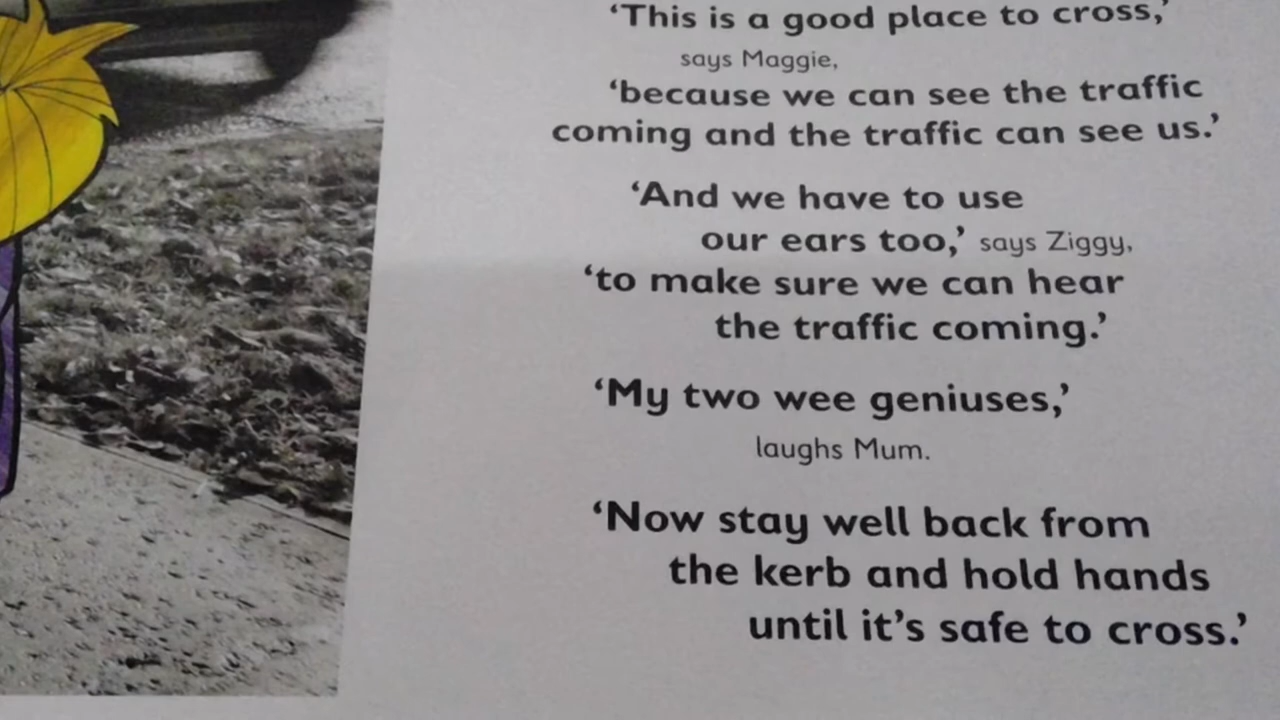 ‘This is a good place to cross,’
says Maggie,
‘because we can see the traffic
coming and the traffic can see us.’
‘And we have to use
our ears too,’ says Ziggy,
‘to make sure we can hear
the traffic coming.’
‘My two wee geniuses,’
laughs Mum.
‘Now stay well back from
the kerb and hold hands
until it’s safe to cross.’